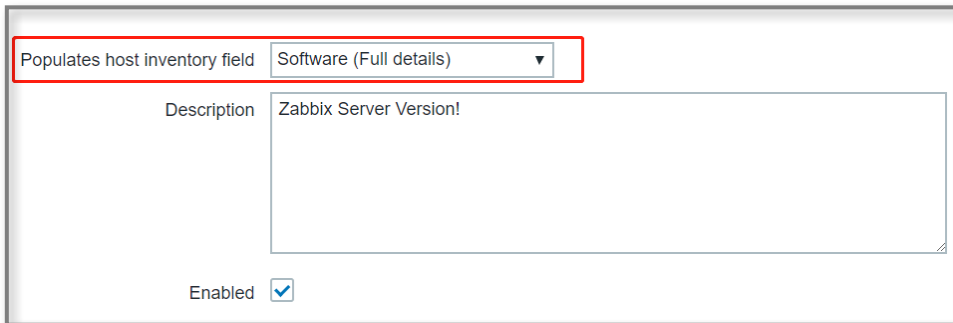 Populates host inventory field Software (Full details)
Description Zabbix Server Version!
Enabled